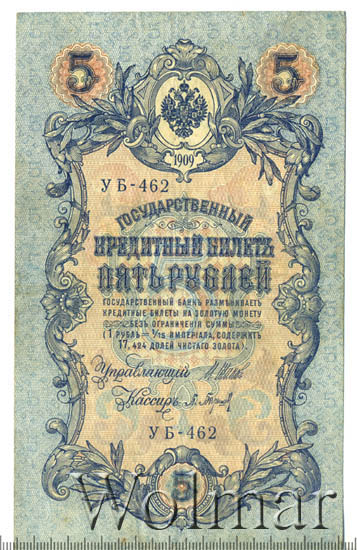 5 5
1909
УБ-462
ГОСУДАРСТВЕННЫЙ
КРЕДИТНЫЙ БИЛЕТЪ
ПЯТЬ РУБЛЕЙ
ГОСУДАРСТВЕННЫЙ БАНКЪ РАЗМѢНИВАЕТЪ
КРЕДИТНЫЕ БИЛЕТЫ НА ЗОЛОТУЮ МОНЕТУ
БЕЗЪ ОГРАНИЧЕНІЯ СУММЫ
(1 РУБЛЬ = 1/15 ИМПЕРІАЛА, СОДЕРЖИТЪ
17,424 ДОЛЕЙ ЧИСТАГО ЗОЛОТА).
Управляющій
Кассиръ
УБ-462
5
Wolmar